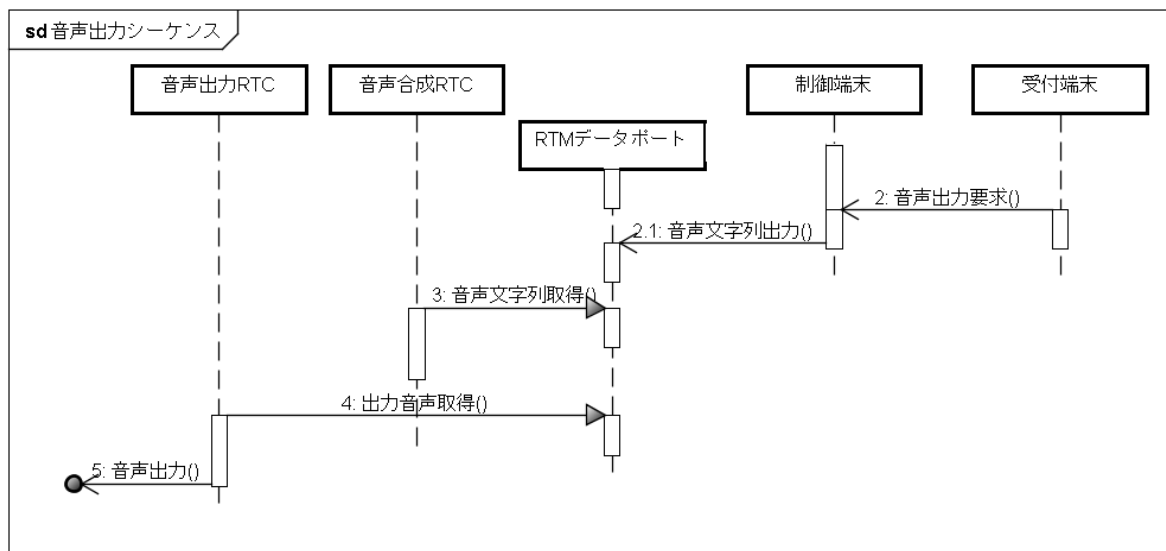 sd 音声出力シーケンス
音声出力RTC
音声合成RTC
制御端末
受付端末
RTMデータポート
2: 音声出力要求()
2.1: 音声文字列出力()
3: 音声文字列取得()
4: 出力音声取得()
5: 音声出力()